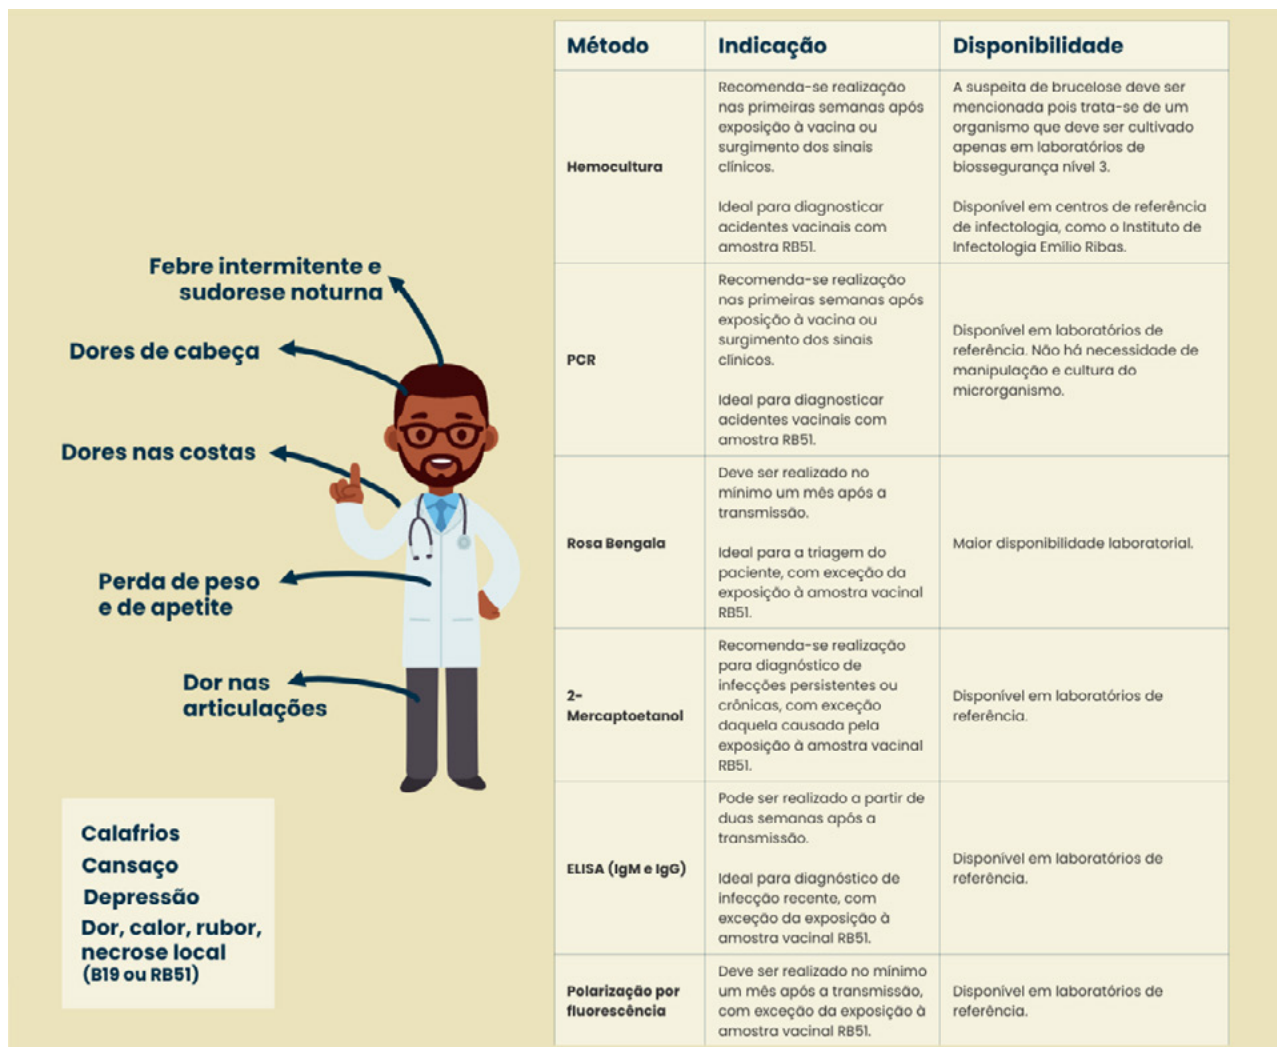 Febre intermitente e
sudorese noturna
Dores de cabeça
Dores nas costas
Perda de peso
e de apetite
Dor nas
articulações
Calafrios
Cansaço
Depressão
Dor, calor, rubor,
necrose local
(B19 ou RB51)
Método
Indicação
Disponibilidade
Hemocultura
Recomenda-se realização
nas primeiras semanas após
exposição à vacina ou
surgimento dos sinais
clínicos.
Ideal para diagnosticar
acidentes vacinais com
amostra RB51.
A suspeita de brucelose deve ser
mencionada pois trata-se de um
organismo que deve ser cultivado
apenas em laboratórios de
biossegurança nível 3.
Disponível em centros de referência
de infectologia, como o Instituto de
Infectologia Emílio Ribas.
PCR
Recomenda-se realização
nas primeiras semanas após
exposição à vacina ou
surgimento dos sinais
clínicos.
Ideal para diagnosticar
acidentes vacinais com
amostra RB51.
Disponível em laboratórios de
referência. Não há necessidade de
manipulação e cultura do
microrganismo.
Rosa Bengala
Deve ser realizado no
mínimo um mês após a
transmissão.
Ideal para a triagem do
paciente, com exceção da
exposição à amostra vacinal
RB51.
Maior disponibilidade laboratorial.
2-
Mercaptoetanol
Recomenda-se realização
para diagnóstico de
infecções persistentes ou
crônicas, com exceção
daquela causada pela
exposição à amostra vacinal
RB51.
Disponível em laboratórios de
referência.
ELISA (IgM e IgG)
Pode ser realizado a partir de
duas semanas após a
transmissão.
Ideal para diagnóstico de
infecção recente, com
exceção da exposição à
amostra vacinal RB51.
Disponível em laboratórios de
referência.
Polarização por
fluorescência
Deve ser realizado no mínimo
um mês após a transmissão,
com exceção da exposição à
amostra vacinal RB51.
Disponível em laboratórios de
referência.